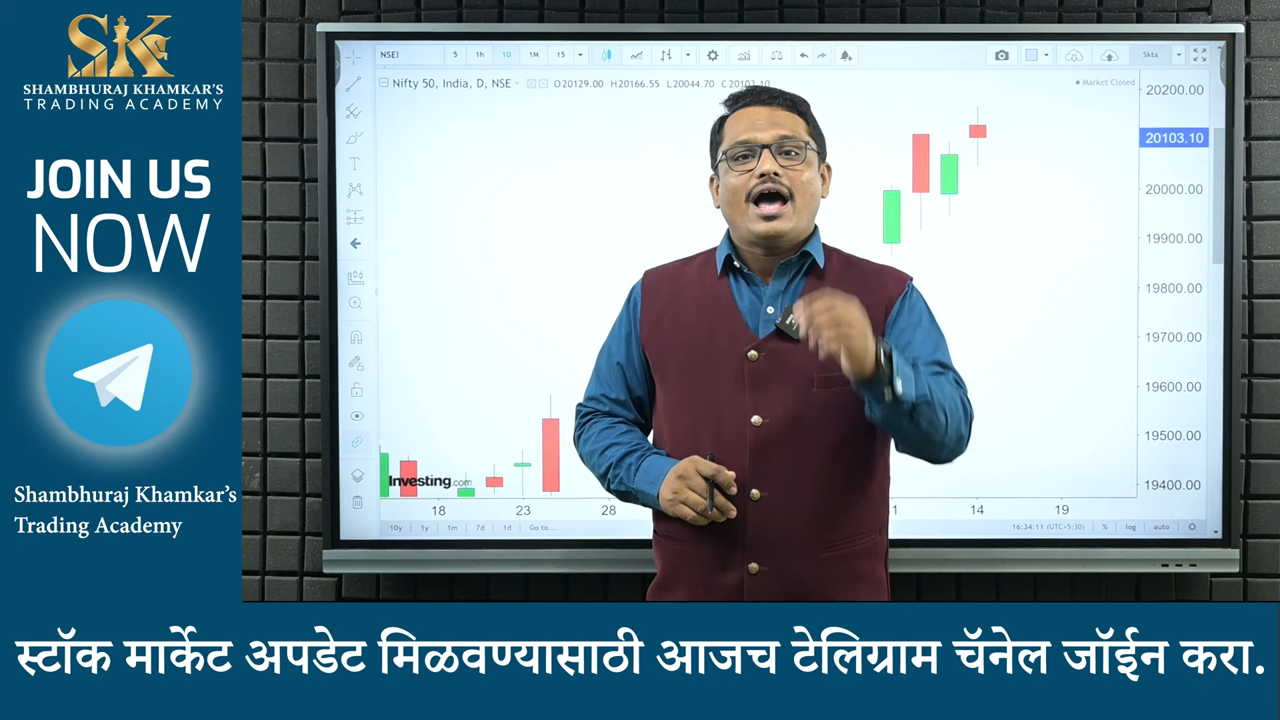 SK
SHAMBHURAJ KHAMKAR'S
TRADING ACADEMY
JOIN US
NOW
Shambhuraj Khamkar's
Trading Academy
NSEI 5 1h 1D 1M 15 5kta
Nifty 50, India, D, NSE O20129.00 H20166.55 L20044.70 C20103.10
Market Closed
20200.00
20103.10
20000.00
19900.00
19800.00
19700.00
19600.00
19500.00
19400.00
Investing.com
18 23 28 14 19
10y 1y 1m 7d 1d Go to... 16:34:11 (UTC+5:30) % log auto
स्टॉक मार्केट अपडेट मिळवण्यासाठी आजच टेलिग्राम चॅनेल जॉईन करा.